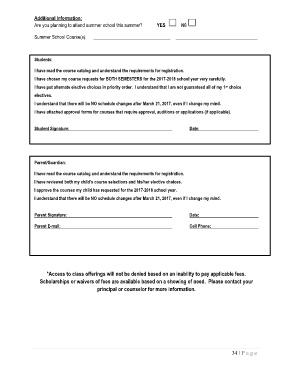 Additional Information:
Are you planning to attend summer school this summer? YES NO
Summer School Course(s)
Students:
I have read the course catalog and understand the requirements for registration.
I have chosen my course requests for BOTH SEMESTERS for the 2017-2018 school year very carefully.
I have put alternate elective choices in priority order. I understand that I am not guaranteed all of my 1st choice
electives.
I understand that there will be NO schedule changes after March 21, 2017, even if I change my mind.
I have attached approval forms for courses that require approval, auditions or applications (if applicable).
Student Signature: Date:
Parent/Guardian:
I have read the course catalog and understand the requirements for registration.
I have reviewed both my child's course selections and his/her elective choices.
I approve the courses my child has requested for the 2017-2018 school year.
I understand that there will be NO schedule changes after March 21, 2017, even if I change my mind.
Parent Signature: Date:
Parent E-mail: Cell Phone:
*Access to class offerings will not be denied based on an inability to pay applicable fees.
Scholarships or waivers of fees are available based on a showing of need. Please contact your
principal or counselor for more information.
34 | P a g e